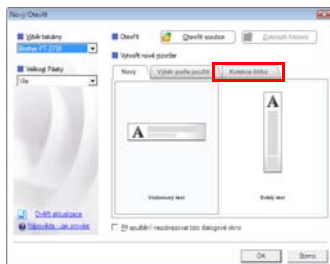 Nový/Otevřít
Výběr tiskárny
Brother PT-2730
Velikost Pásky
Vše
Otevřít
Otevřít soubor
Zobrazit historii
Vytvořit nové rozvržení
Nový
Výběr podle použití
Kolekce štítků
A
A
Vodorovný text
Svislý text
Ověřit aktualizace
Nápověda - Jak provést
Při spuštění nezobrazovat toto dialogové okno
OK
Storno